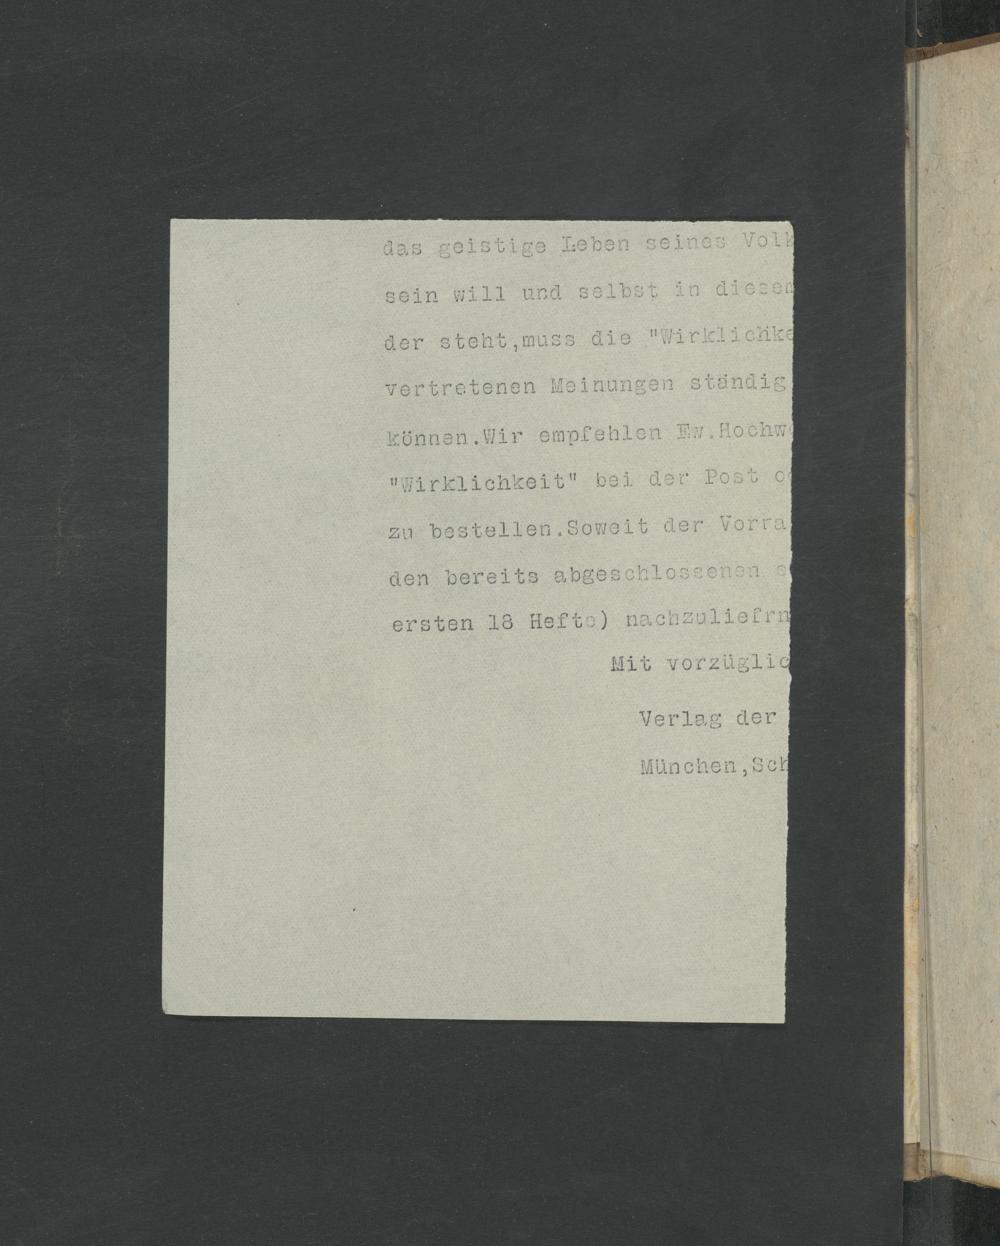 das geistige Leben seines Volk
sein will und selbst in diesem
der steht,muss die "Wirklichke
vertretenen Meinungen ständig
können.Wir empfehlen Ew.Hochw
"Wirklichkeit" bei der Post o
zu bestellen.Soweit der Vorra
den bereits abgeschlossenen e
ersten 18 Hefte) nachzuliefrn
Mit vorzüglic
Verlag der
München,Sch